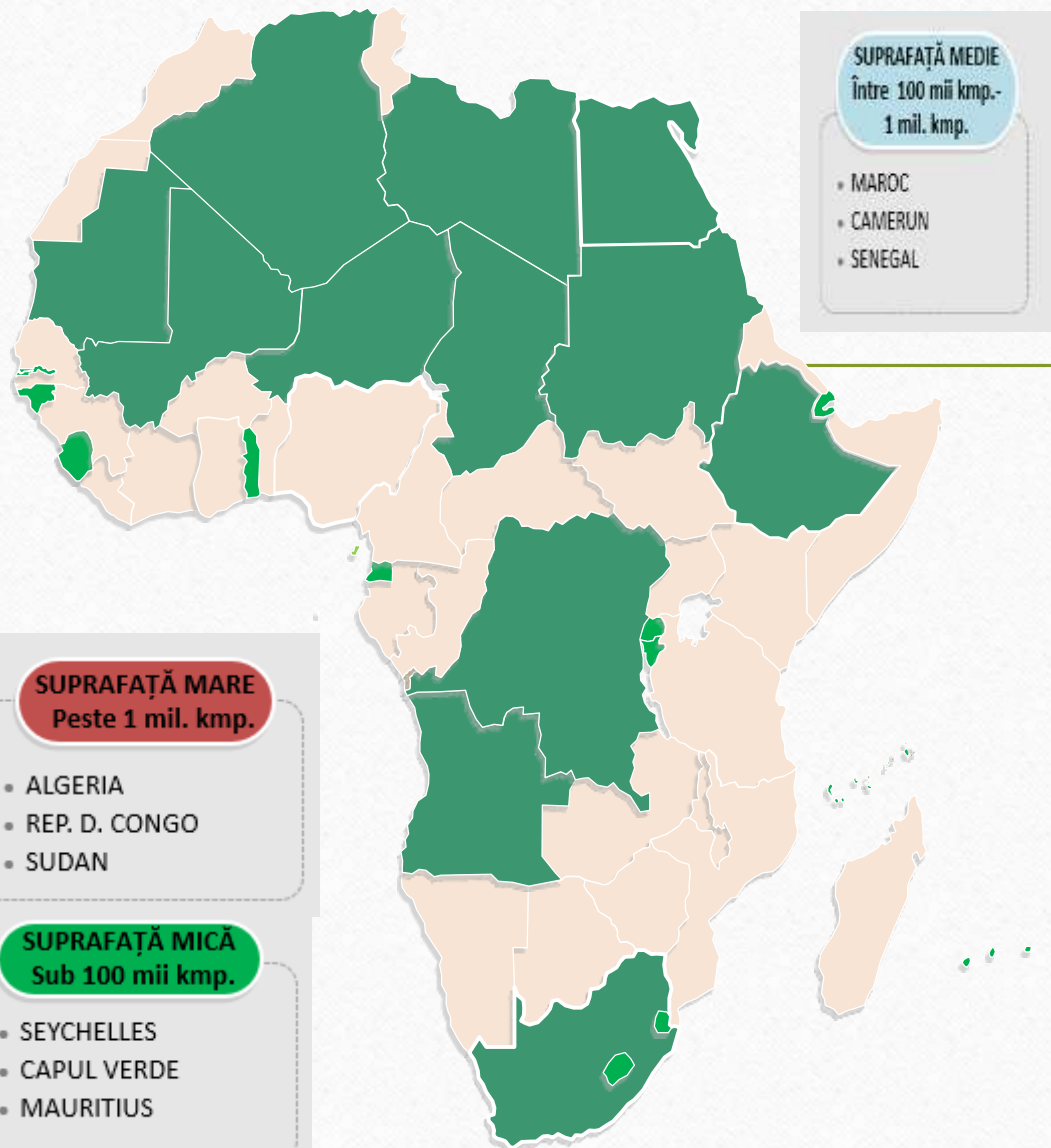 SUPRAFAȚĂ MEDIE
Între 100 mii kmp.-
1 mil. kmp.
• MAROC
• CAMERUN
• SENEGAL
SUPRAFAȚĂ MARE
Peste 1 mil. kmp.
• ALGERIA
• REP. D. CONGO
• SUDAN
SUPRAFAȚĂ MICĂ
Sub 100 mii kmp.
• SEYCHELLES
• CAPUL VERDE
• MAURITIUS